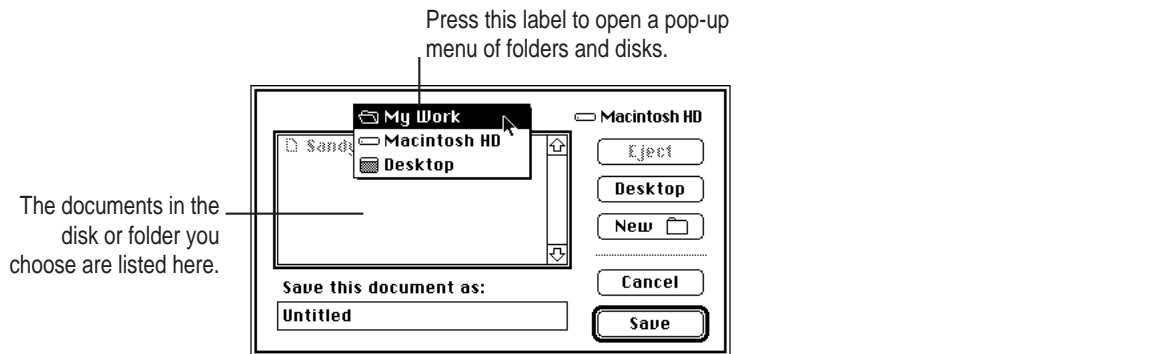 Press this label to open a pop-up
menu of folders and disks.
My Work
Macintosh HD
Macintosh HD
Desktop
Eject
Desktop
New
The documents in the
disk or folder you
choose are listed here.
Cancel
Save this document as:
Untitled
Save